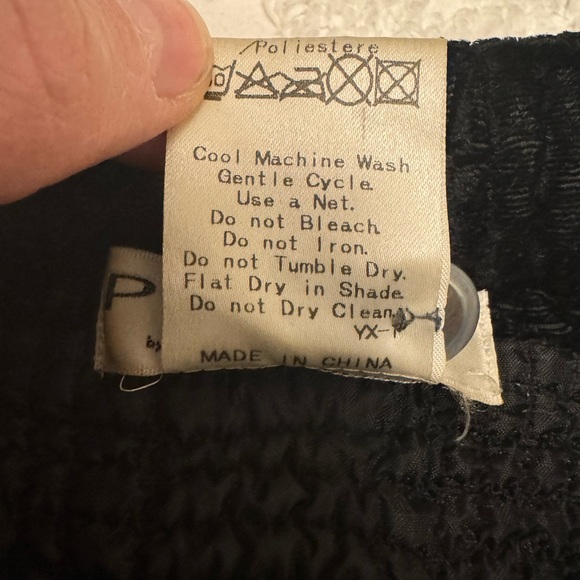 Poliestere
Cool Machine Wash
Gentle Cycle.
Use a Net.
Do not Bleach.
Do not Iron.
Do not Tumble Dry.
Flat Dry in Shade.
Do not Dry Clean.
P
by
YX-
MADE IN CHINA